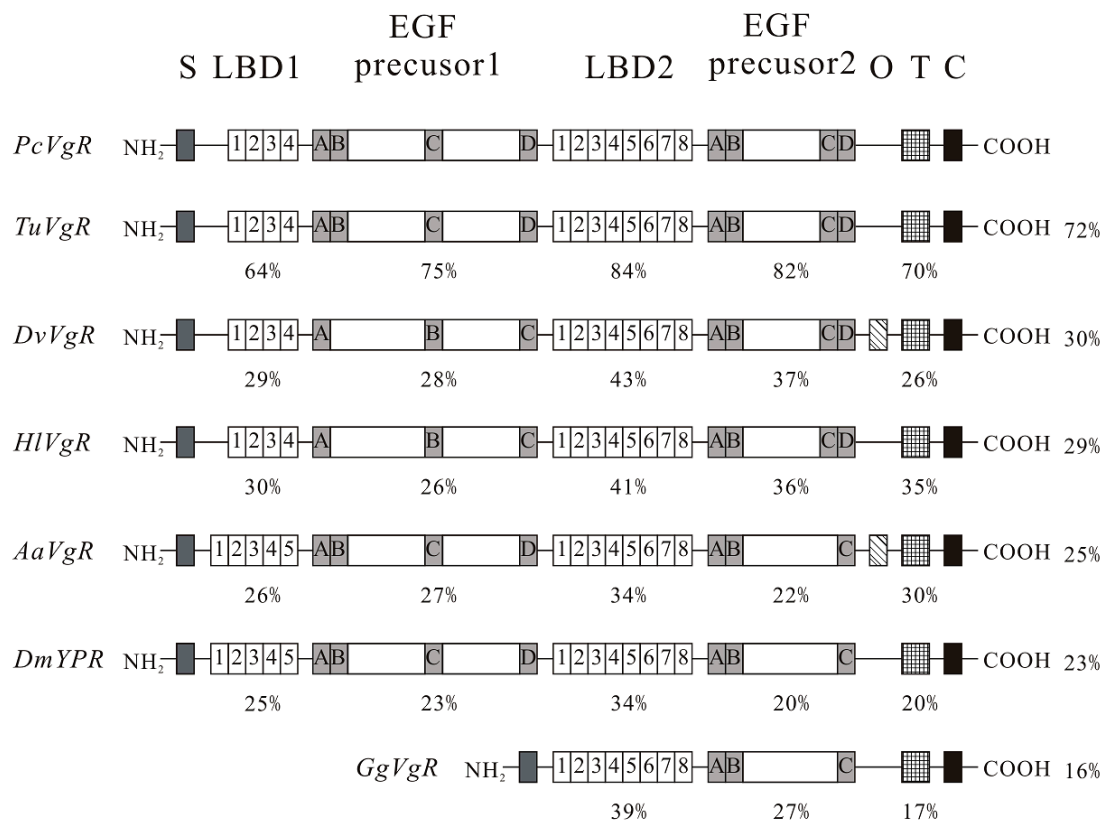 EGF EGF
S LBD1 precusor1 LBD2 precusor2 O T C
PcVgR NH2 1 2 3 4 A B C D 1 2 3 4 5 6 7 8 A B C D COOH
TuVgR NH2 1 2 3 4 A B C D 1 2 3 4 5 6 7 8 A B C D COOH 72%
64% 75% 84% 82% 70%
DvVgR NH2 1 2 3 4 A B C 1 2 3 4 5 6 7 8 A B C D COOH 30%
29% 28% 43% 37% 26%
HlVgR NH2 1 2 3 4 A B C 1 2 3 4 5 6 7 8 A B C D COOH 29%
30% 26% 41% 36% 35%
AaVgR NH2 1 2 3 4 5 A B C D 1 2 3 4 5 6 7 8 A B C COOH 25%
26% 27% 34% 22% 30%
DmYPR NH2 1 2 3 4 5 A B C D 1 2 3 4 5 6 7 8 A B C COOH 23%
25% 23% 34% 20% 20%
GgVgR NH2 1 2 3 4 5 6 7 8 A B C COOH 16%
39% 27% 17%